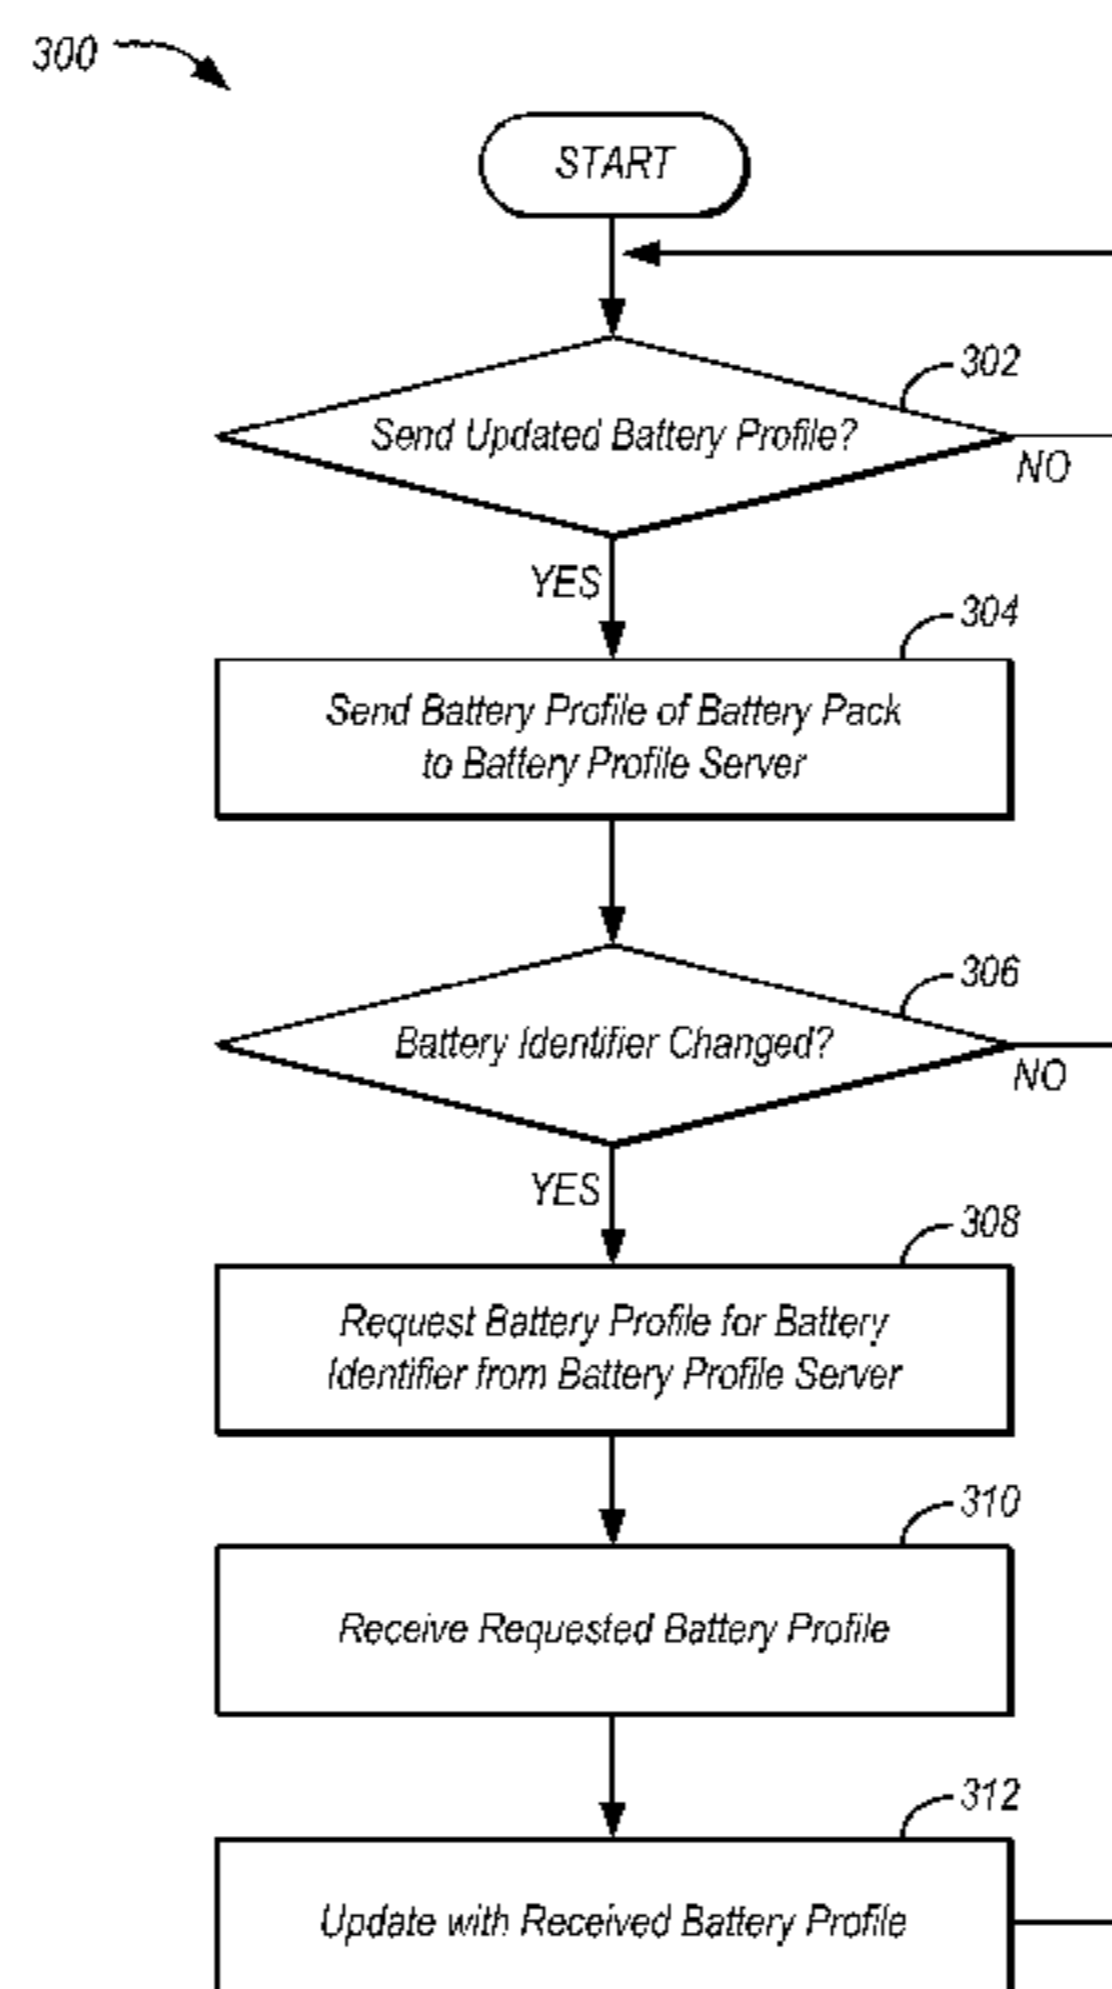 300
START
302
Send Updated Battery Profile?
NO
YES
304
Send Battery Profile of Battery Pack
to Battery Profile Server
306
Battery Identifier Changed?
NO
YES
308
Request Battery Profile for Battery
Identifier from Battery Profile Server
310
Receive Requested Battery Profile
312
Update with Received Battery Profile